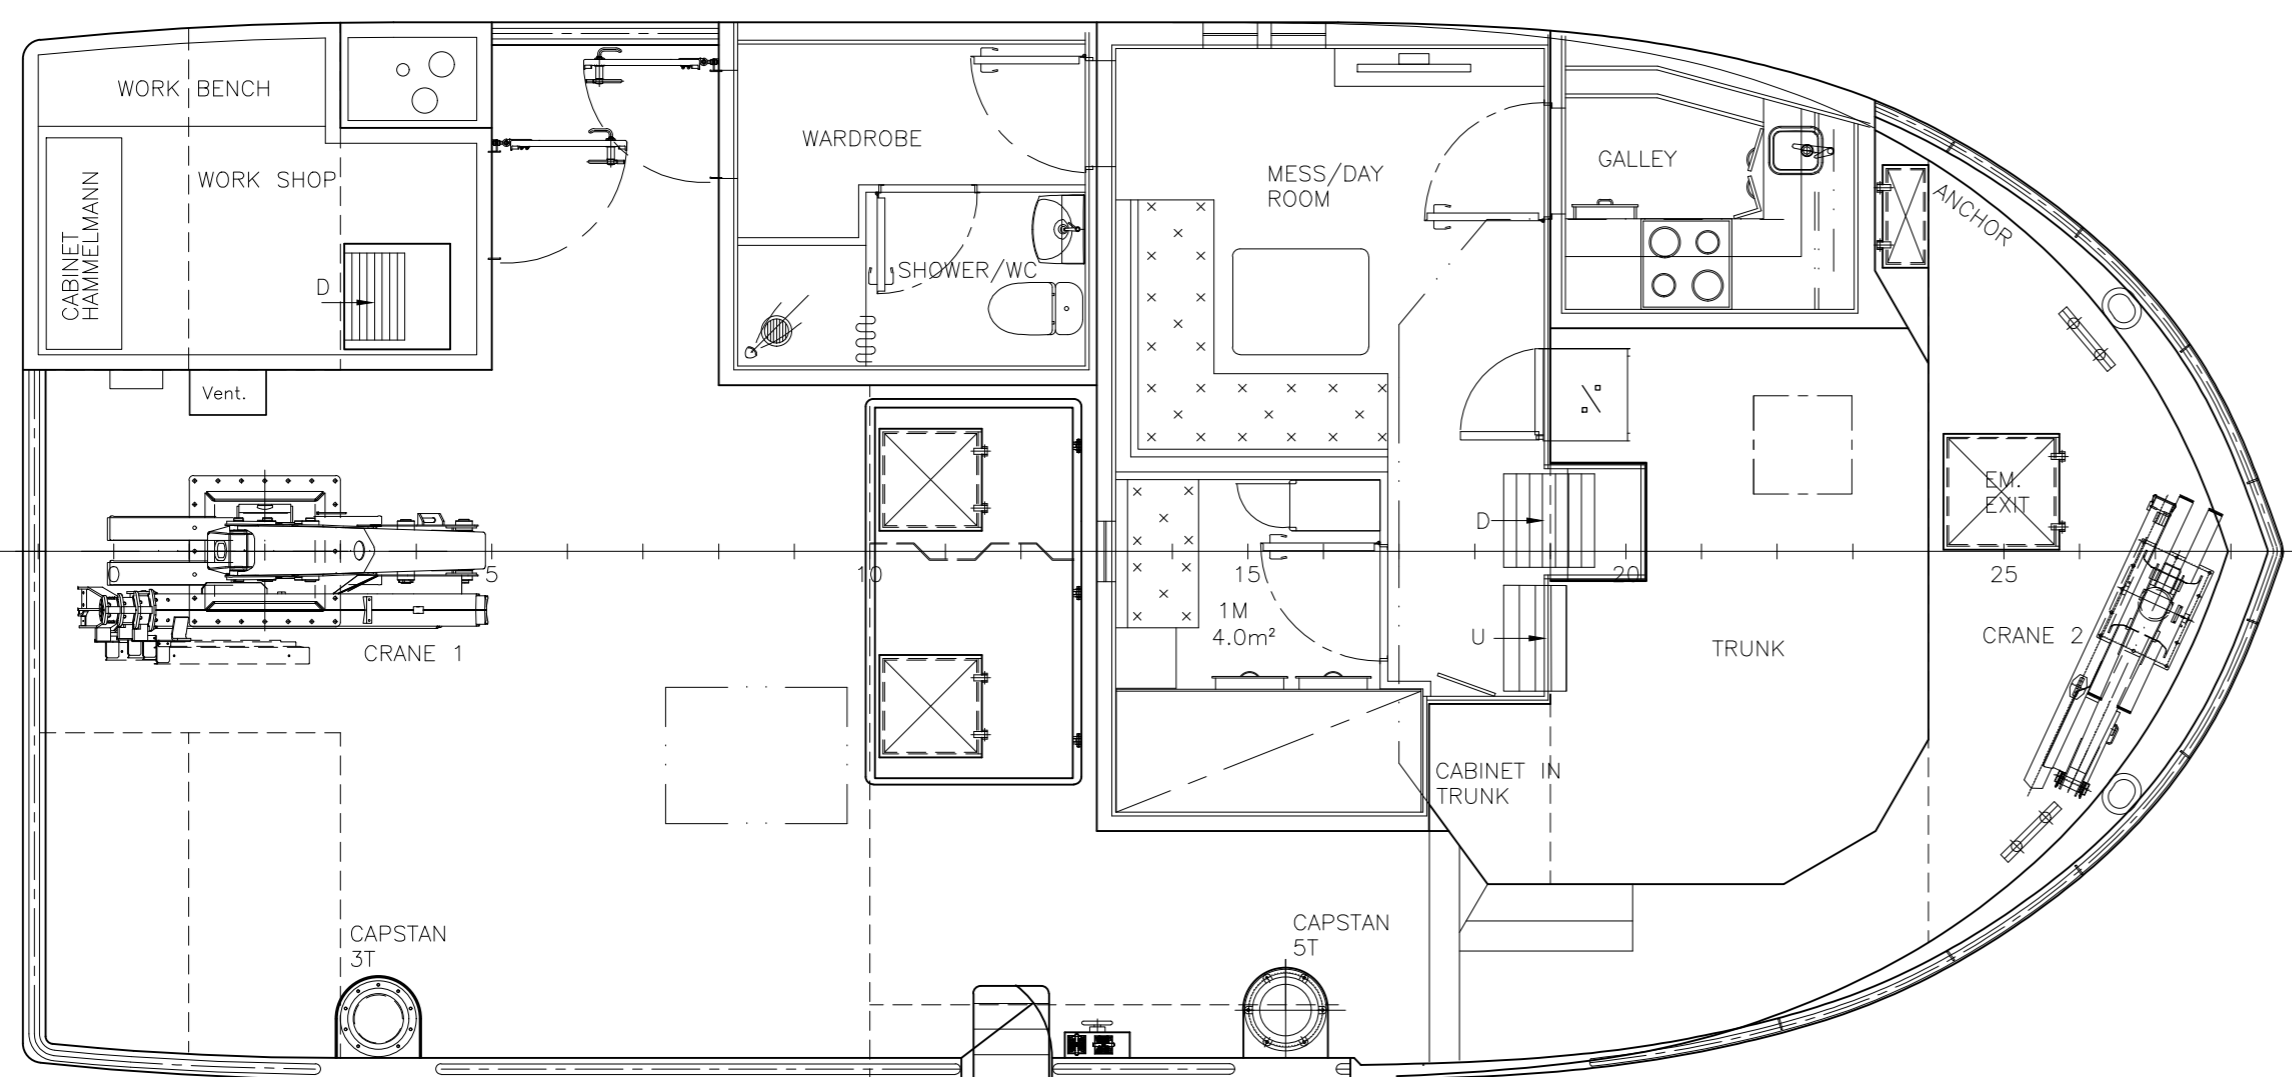 WORK BENCH
WORK SHOP
CABINET
HAMMELMANN
D
Vent.
WARDROBE
SHOWER/WC
MESS/DAY
ROOM
GALLEY
ANCHOR
EM.
EXIT
D
U
5
10
15
20
25
1M
4.0m²
CRANE 1
CRANE 2
TRUNK
CABINET IN
TRUNK
CAPSTAN
3T
CAPSTAN
5T